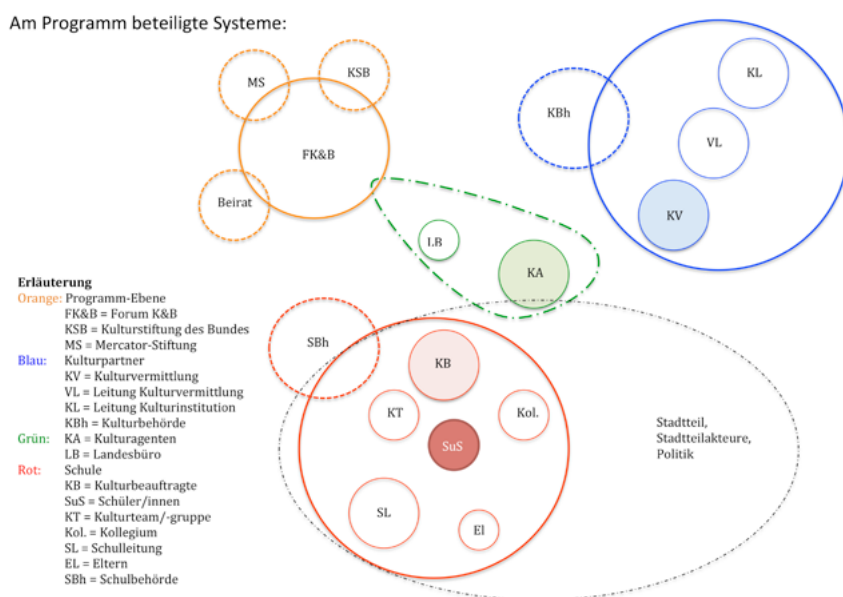 Am Programm beteiligte Systeme:
MS
KSB
FK&B
Beirat
KBh
KL
VL
KV
LB
KA
SBh
KB
KT
Kol.
SuS
SL
El
Stadtteil,
Stadtteilakteure,
Politik
Erläuterung
Orange: Programm-Ebene
FK&B = Forum K&B
KSB = Kulturstiftung des Bundes
MS = Mercator-Stiftung
Blau: Kulturpartner
KV = Kulturvermittlung
VL = Leitung Kulturvermittlung
KL = Leitung Kulturinstitution
KBh = Kulturbehörde
Grün: KA = Kulturagenten
LB = Landesbüro
Rot: Schule
KB = Kulturbeauftragte
SuS = Schüler/innen
KT = Kulturteam/-gruppe
Kol. = Kollegium
SL = Schulleitung
EL = Eltern
SBh = Schulbehörde